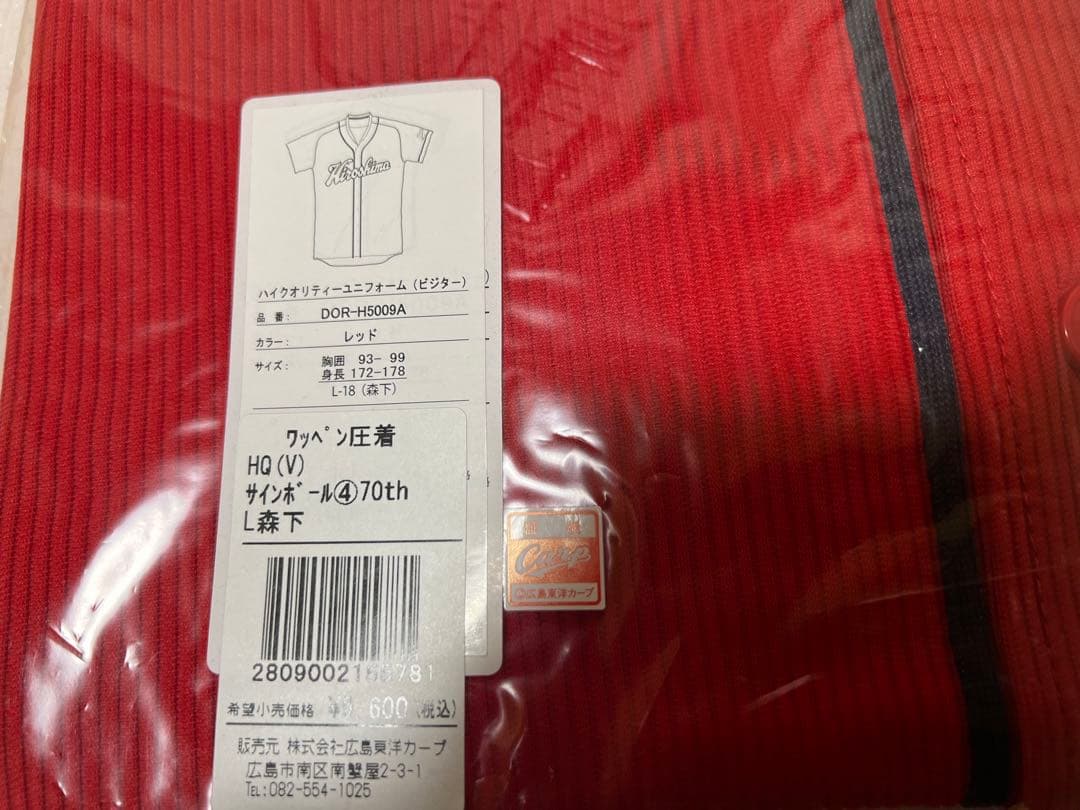 Hiroshima
ハイクオリティーユニフォーム（ビジター）
品 番： DOR-H5009A
カラー： レッド
サイズ： 胸囲 93- 99
身長 172-178
L-18（森下）
ワッペン圧着
HQ(V)
サインボール④70th
L森下
Carp
©広島東洋カープ
希望小売価格 600(税込)
販売元 株式会社広島東洋カープ
広島市南区南蟹屋2-3-1
TEL:082-554-1025